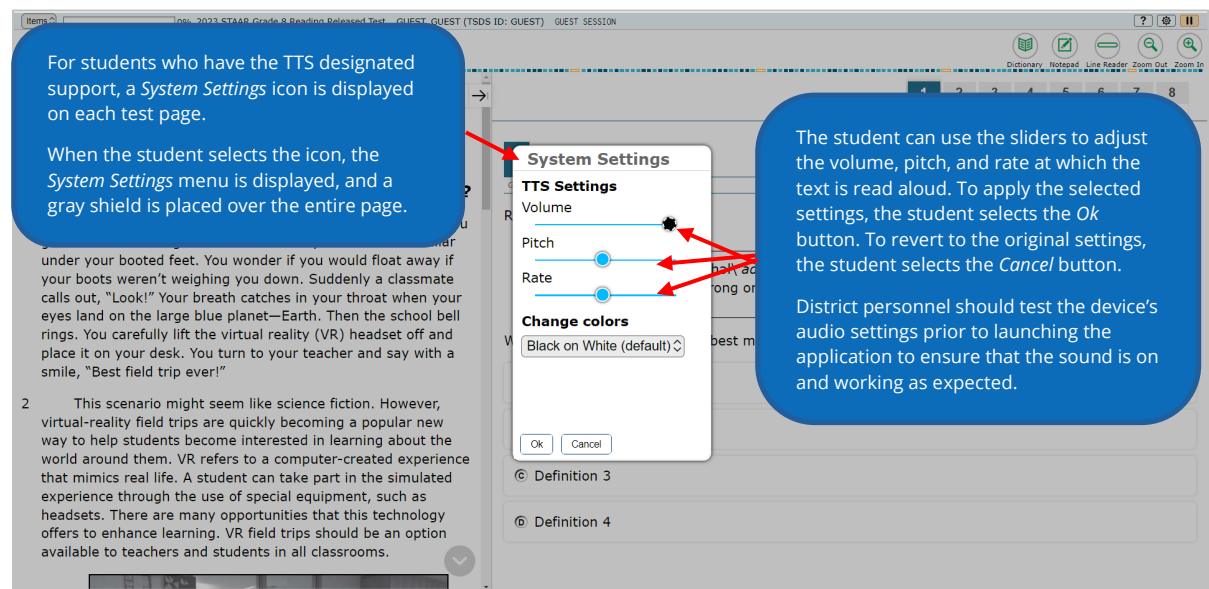 Items 0% 2023 STAAR Grade 8 Reading Released Test GUEST, GUEST (TSDS ID: GUEST) GUEST SESSION ?
Dictionary Notepad Line Reader Zoom Out Zoom In
1 2 3 4 5 6 7 8
For students who have the TTS designated
support, a System Settings icon is displayed
on each test page.
When the student selects the icon, the
System Settings menu is displayed, and a
gray shield is placed over the entire page.
?
under your booted feet. You wonder if you would float away if
your boots weren't weighing you down. Suddenly a classmate
calls out, "Look!" Your breath catches in your throat when your
eyes land on the large blue planet—Earth. Then the school bell
rings. You carefully lift the virtual reality (VR) headset off and
place it on your desk. You turn to your teacher and say with a
smile, "Best field trip ever!"
2 This scenario might seem like science fiction. However,
virtual-reality field trips are quickly becoming a popular new
way to help students become interested in learning about the
world around them. VR refers to a computer-created experience
that mimics real life. A student can take part in the simulated
experience through the use of special equipment, such as
headsets. There are many opportunities that this technology
offers to enhance learning. VR field trips should be an option
available to teachers and students in all classrooms.
System Settings
TTS Settings
Volume
Pitch
Rate
Change colors
Black on White (default)
Ok Cancel
best m
C Definition 3
D Definition 4
The student can use the sliders to adjust
the volume, pitch, and rate at which the
text is read aloud. To apply the selected
settings, the student selects the Ok
button. To revert to the original settings,
the student selects the Cancel button.
District personnel should test the device's
audio settings prior to launching the
application to ensure that the sound is on
and working as expected.